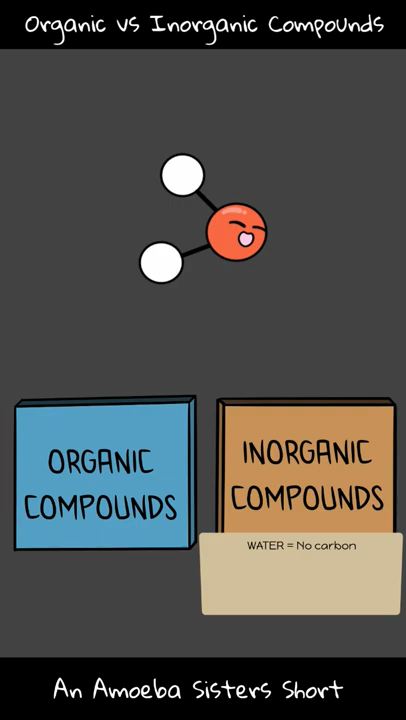 Organic vs Inorganic Compounds
ORGANIC
COMPOUNDS
INORGANIC
COMPOUNDS
WATER = No carbon
An Amoeba Sisters Short